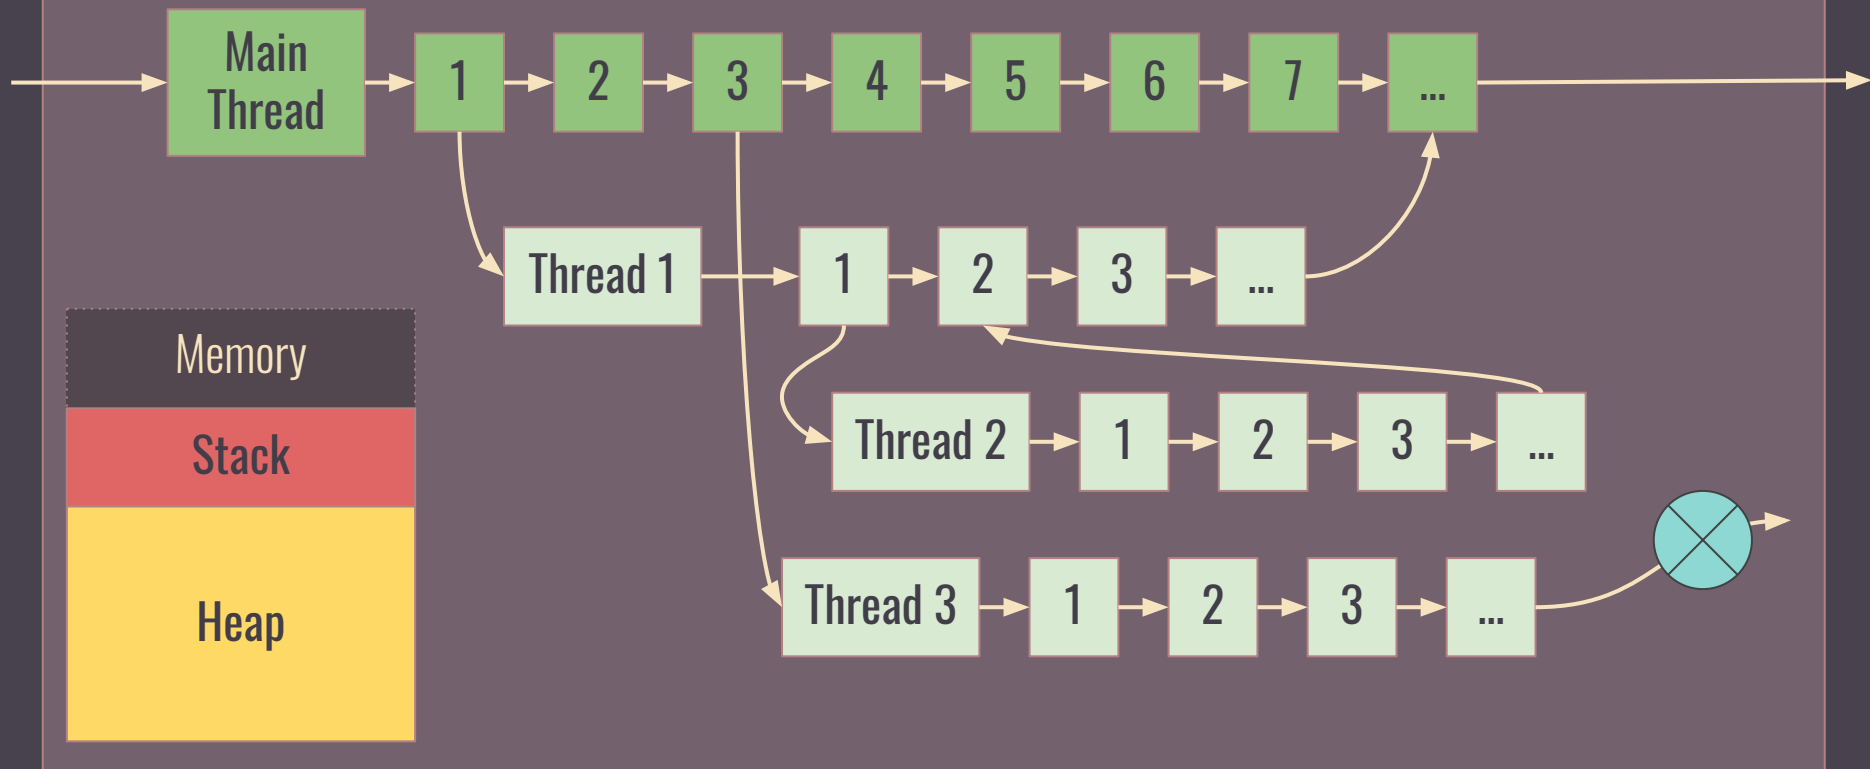 Main
Thread
1 2 3 4 5 6 7 ...
Thread 1 1 2 3 ...
Memory
Stack
Heap
Thread 2 1 2 3 ...
Thread 3 1 2 3 ...